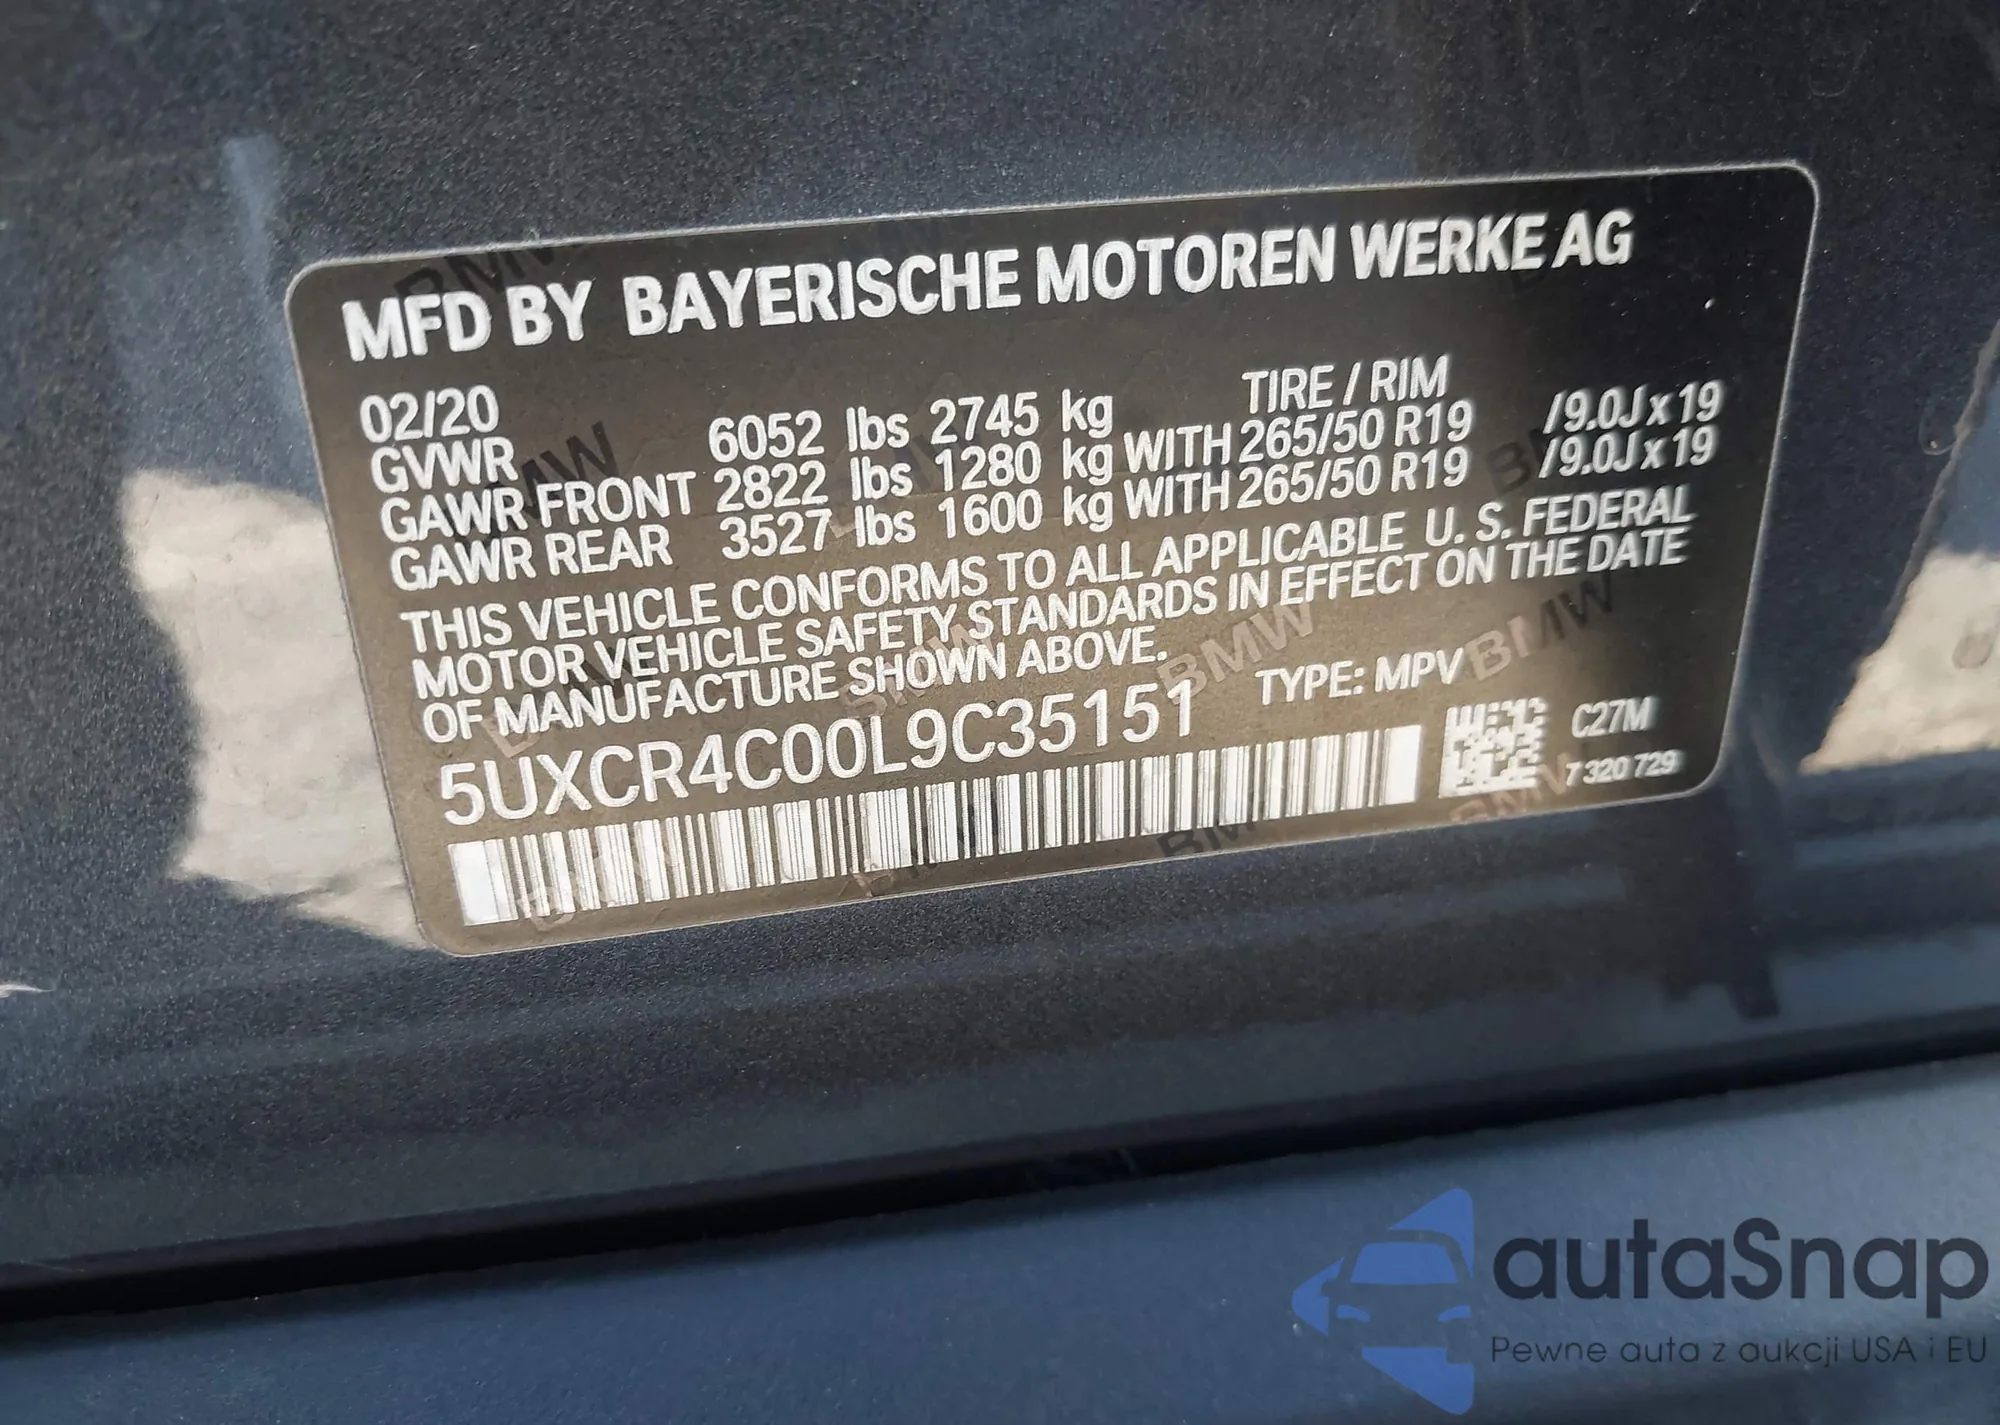 MFD BY BAYERISCHE MOTOREN WERKE AG
02/20 TIRE / RIM
GVWR 6052 lbs 2745 kg
GAWR FRONT 2822 lbs 1280 kg WITH 265/50 R19 /9.0J x 19
GAWR REAR 3527 lbs 1600 kg WITH 265/50 R19 /9.0J x 19
THIS VEHICLE CONFORMS TO ALL APPLICABLE U. S. FEDERAL
MOTOR VEHICLE SAFETY STANDARDS IN EFFECT ON THE DATE
OF MANUFACTURE SHOWN ABOVE.
5UXCR4C00L9C35151 TYPE: MPV
C27M
7 320 729
autaSnap
Pewne auta z aukcji USA i EU